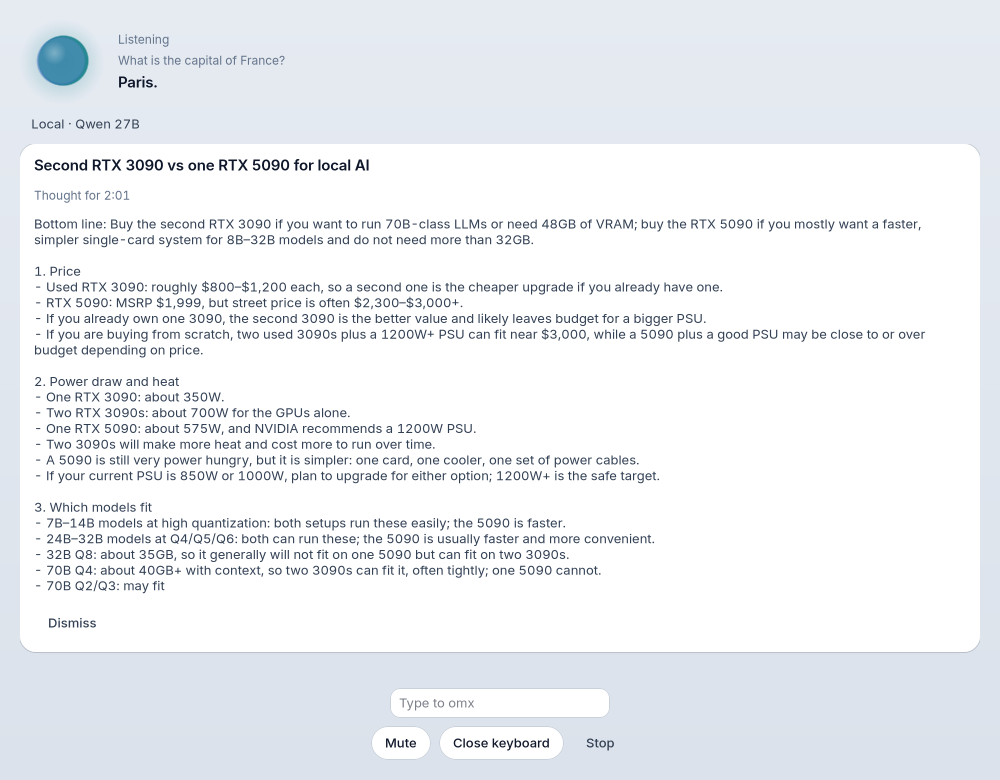 Listening
What is the capital of France?
Paris.
Local · Qwen 27B
Second RTX 3090 vs one RTX 5090 for local AI
Thought for 2:01
Bottom line: Buy the second RTX 3090 if you want to run 70B-class LLMs or need 48GB of VRAM; buy the RTX 5090 if you mostly want a faster,
simpler single-card system for 8B–32B models and do not need more than 32GB.
1. Price
- Used RTX 3090: roughly $800–$1,200 each, so a second one is the cheaper upgrade if you already have one.
- RTX 5090: MSRP $1,999, but street price is often $2,300–$3,000+.
- If you already own one 3090, the second 3090 is the better value and likely leaves budget for a bigger PSU.
- If you are buying from scratch, two used 3090s plus a 1200W+ PSU can fit near $3,000, while a 5090 plus a good PSU may be close to or over
budget depending on price.
2. Power draw and heat
- One RTX 3090: about 350W.
- Two RTX 3090s: about 700W for the GPUs alone.
- One RTX 5090: about 575W, and NVIDIA recommends a 1200W PSU.
- Two 3090s will make more heat and cost more to run over time.
- A 5090 is still very power hungry, but it is simpler: one card, one cooler, one set of power cables.
- If your current PSU is 850W or 1000W, plan to upgrade for either option; 1200W+ is the safe target.
3. Which models fit
- 7B–14B models at high quantization: both setups run these easily; the 5090 is faster.
- 24B–32B models at Q4/Q5/Q6: both can run these; the 5090 is usually faster and more convenient.
- 32B Q8: about 35GB, so it generally will not fit on one 5090 but can fit on two 3090s.
- 70B Q4: about 40GB+ with context, so two 3090s can fit it, often tightly; one 5090 cannot.
- 70B Q2/Q3: may fit
Dismiss
Type to omx
Mute
Close keyboard
Stop